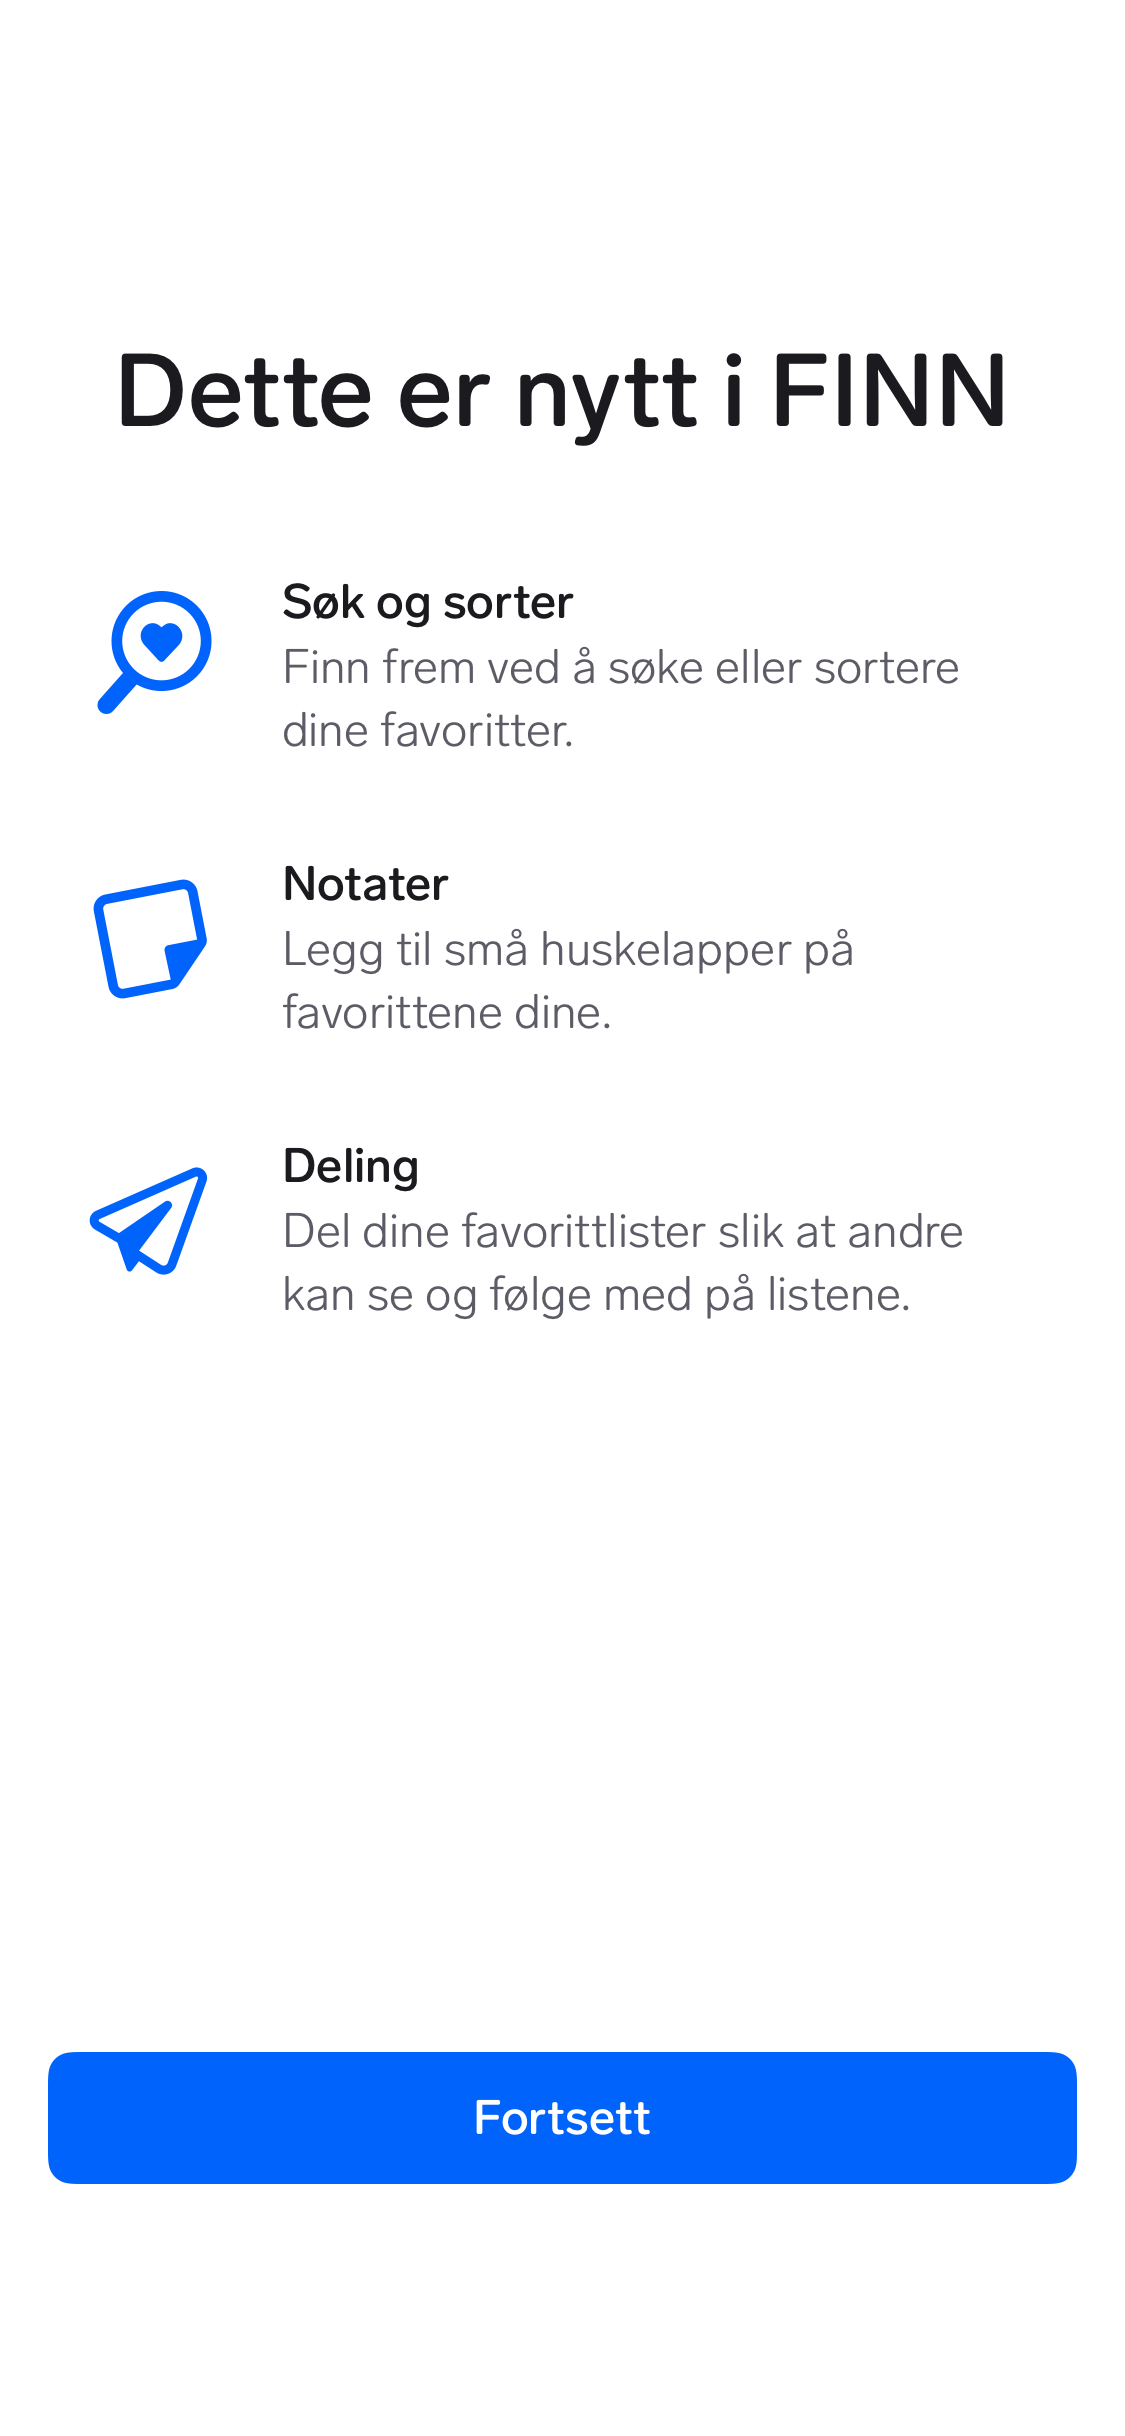 Dette er nytt i FINN
Søk og sorter
Finn frem ved å søke eller sortere
dine favoritter.
Notater
Legg til små huskelapper på
favorittene dine.
Deling
Del dine favorittlister slik at andre
kan se og følge med på listene.
Fortsett